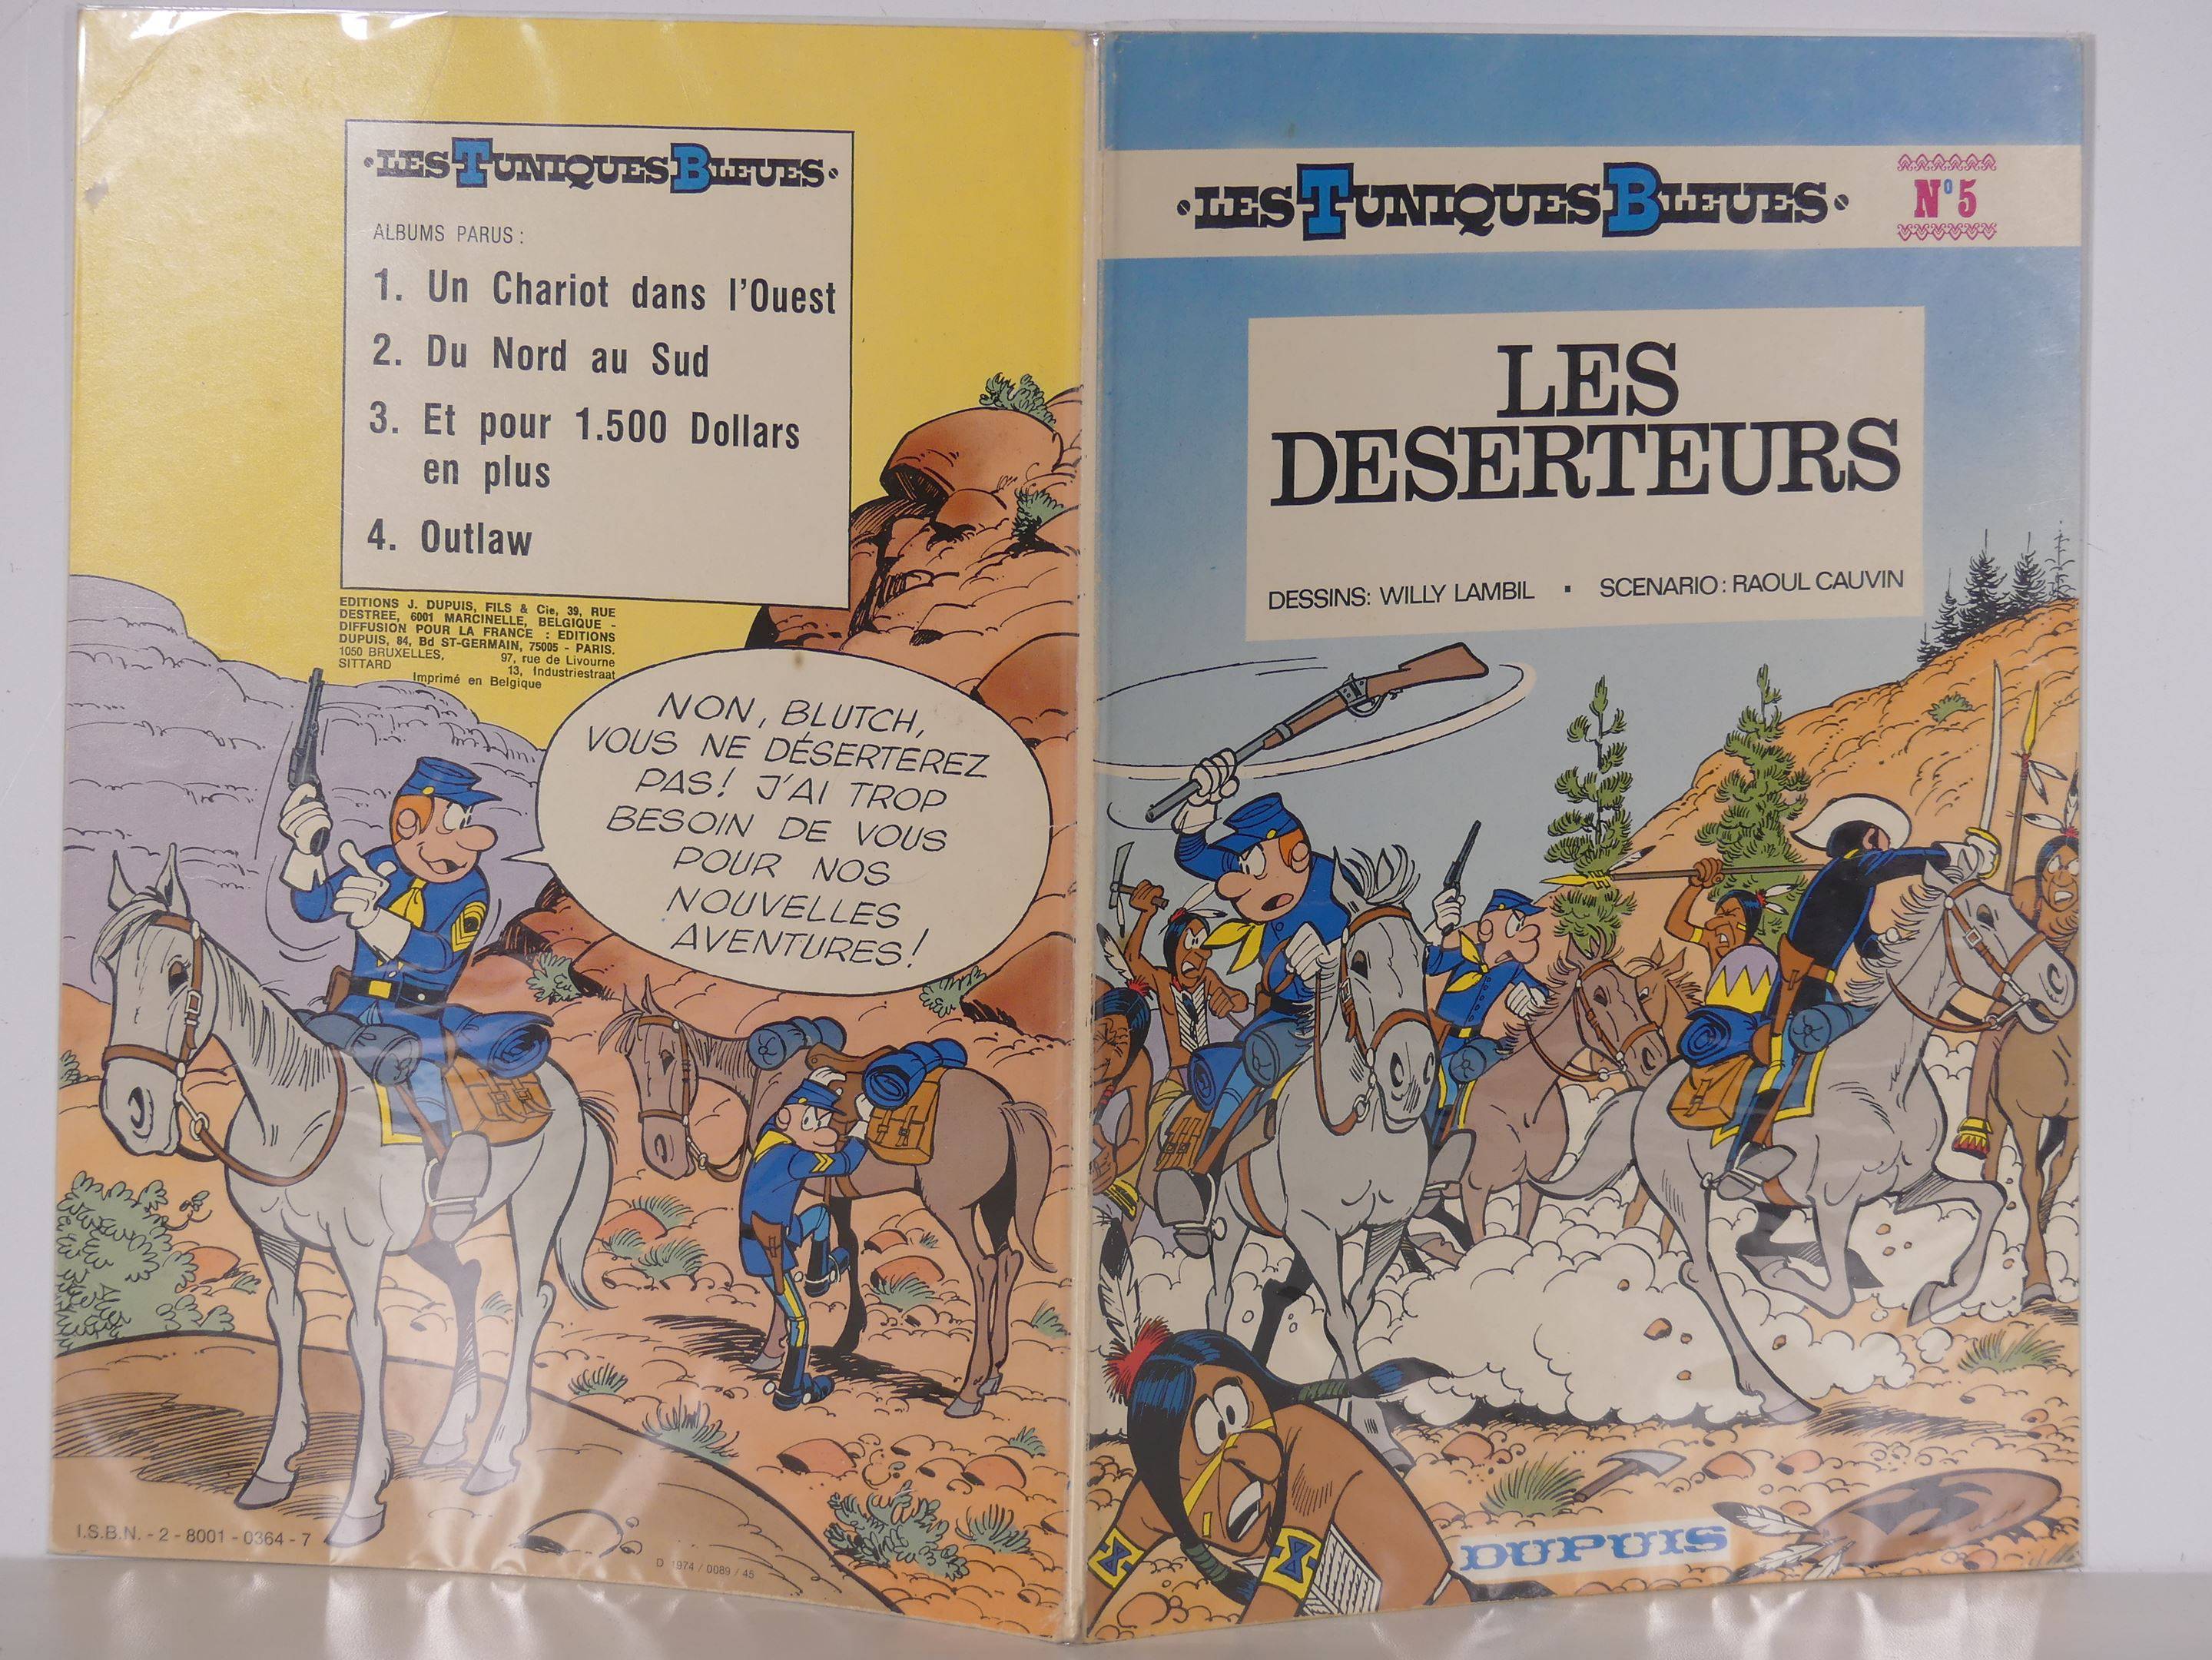 ·LES TUNIQUES BLEUES·
ALBUMS PARUS :
1. Un Chariot dans l'Ouest
2. Du Nord au Sud
3. Et pour 1.500 Dollars
en plus
4. Outlaw
EDITIONS J. DUPUIS, FILS & Cie, 39, RUE
DESTREE, 6001 MARCINELLE, BELGIQUE -
DIFFUSION POUR LA FRANCE : EDITIONS
DUPUIS, 84, Bd ST-GERMAIN, 75005 - PARIS.
1050 BRUXELLES, 97, rue de Livourne
SITTARD 13, Industriestraat
Imprimé en Belgique
NON, BLUTCH,
VOUS NE DÉSERTEREZ
PAS! J'AI TROP
BESOIN DE VOUS
POUR NOS
NOUVELLES
AVENTURES!
I.S.B.N. - 2 - 8001 - 0364 - 7
D 1974 / 0089 / 45
·LES TUNIQUES BLEUES·
N°5
LES
DESERTEURS
DESSINS: WILLY LAMBIL ▪ SCENARIO: RAOUL CAUVIN
DUPUIS